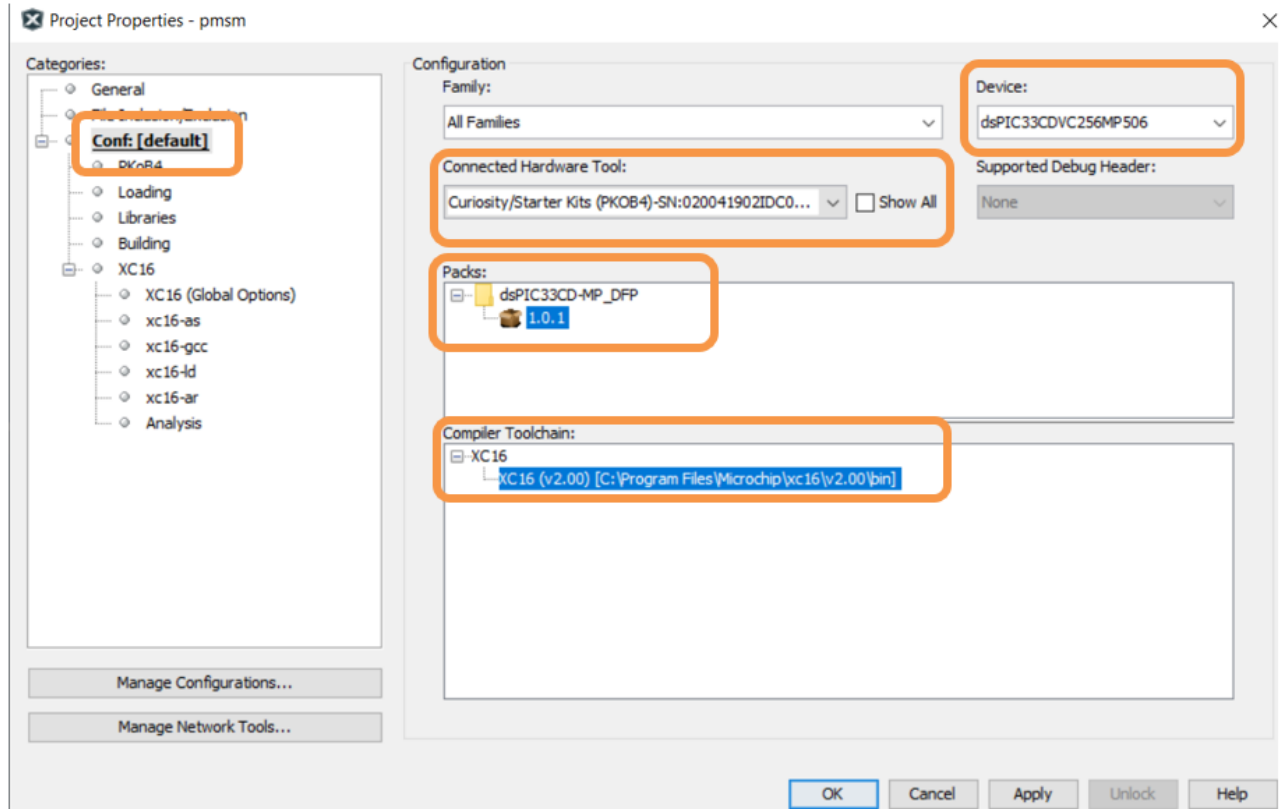 Project Properties - pmsm
Categories:
General
Conf: [default]
PKoB4
Loading
Libraries
Building
XC16
XC16 (Global Options)
xc16-as
xc16-gcc
xc16-ld
xc16-ar
Analysis
Manage Configurations...
Manage Network Tools...
Configuration
Family:
Device:
All Families
dsPIC33CDVC256MP506
Connected Hardware Tool:
Supported Debug Header:
Curiosity/Starter Kits (PKOB4)-SN:020041902IDC0...
Show All
None
Packs:
dsPIC33CD-MP_DFP
1.0.1
Compiler Toolchain:
XC16
XC16 (v2.00) [C:\Program Files\Microchip\xc16\v2.00\bin]
OK
Cancel
Apply
Unlock
Help